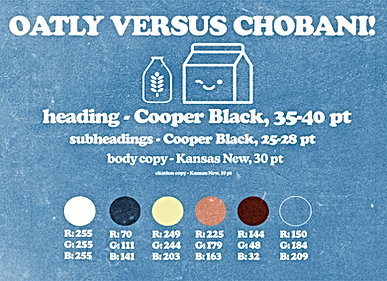 OATLY VERSUS CHOBANI!
heading - Cooper Black, 35-40 pt
subheadings - Cooper Black, 25-28 pt
body copy - Kansas New, 30 pt
citation copy - Kansas New, 10 pt
R: 255 R: 70 R: 249 R: 225 R: 144 R: 150
G: 255 G: 111 G: 244 G: 179 G: 48 G: 184
B: 255 B: 141 B: 203 B: 163 B: 32 B: 209